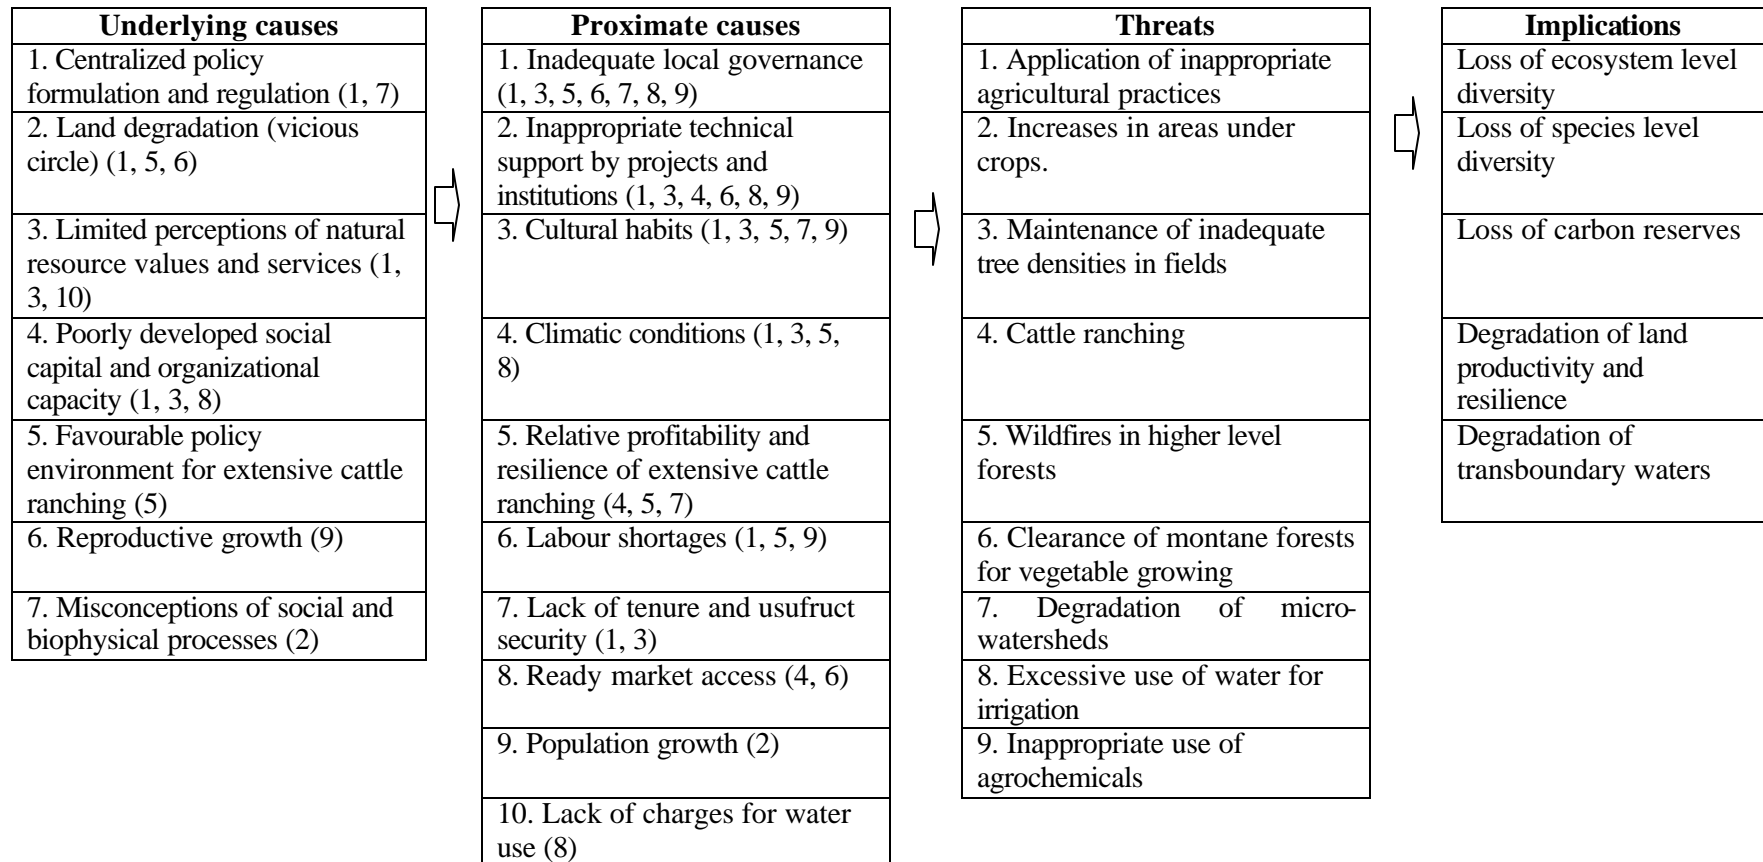 Underlying causes
1. Centralized policy
formulation and regulation (1, 7)
2. Land degradation (vicious
circle) (1, 5, 6)
3. Limited perceptions of natural
resource values and services (1,
3, 10)
4. Poorly developed social
capital and organizational
capacity (1, 3, 8)
5. Favourable policy
environment for extensive cattle
ranching (5)
6. Reproductive growth (9)
7. Misconceptions of social and
biophysical processes (2)
Proximate causes
1. Inadequate local governance
(1, 3, 5, 6, 7, 8, 9)
2. Inappropriate technical
support by projects and
institutions (1, 3, 4, 6, 8, 9)
3. Cultural habits (1, 3, 5, 7, 9)
4. Climatic conditions (1, 3, 5,
8)
5. Relative profitability and
resilience of extensive cattle
ranching (4, 5, 7)
6. Labour shortages (1, 5, 9)
7. Lack of tenure and usufruct
security (1, 3)
8. Ready market access (4, 6)
9. Population growth (2)
10. Lack of charges for water
use (8)
Threats
1. Application of inappropriate
agricultural practices
2. Increases in areas under
crops.
3. Maintenance of inadequate
tree densities in fields
4. Cattle ranching
5. Wildfires in higher level
forests
6. Clearance of montane forests
for vegetable growing
7. Degradation of micro-
watersheds
8. Excessive use of water for
irrigation
9. Inappropriate use of
agrochemicals
Implications
Loss of ecosystem level
diversity
Loss of species level
diversity
Loss of carbon reserves
Degradation of land
productivity and
resilience
Degradation of
transboundary waters